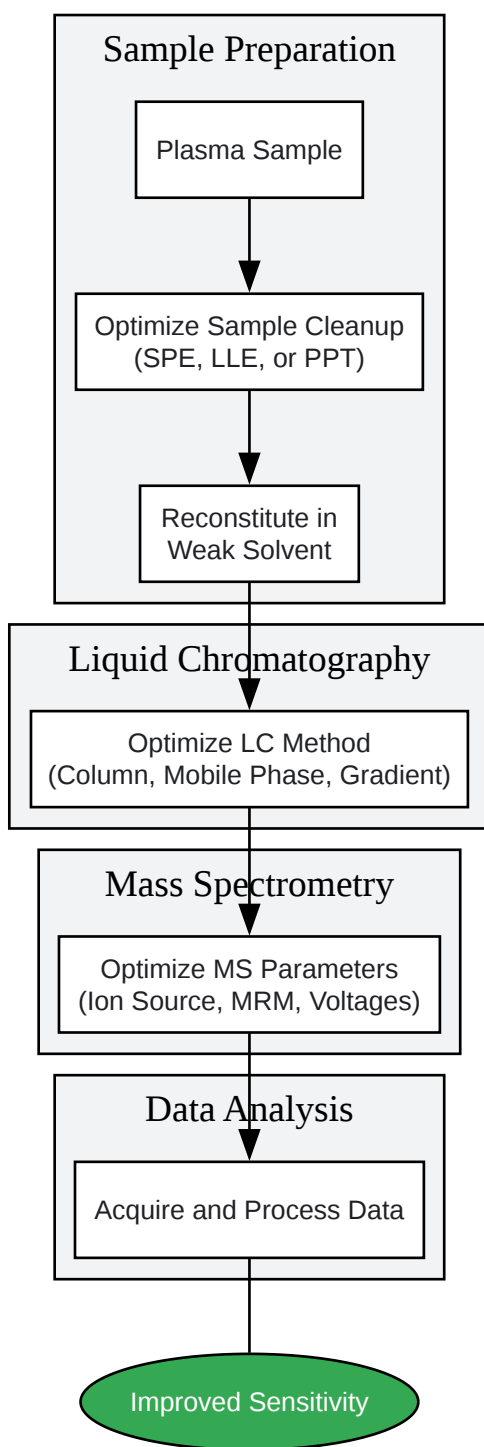 Sample Preparation
Plasma Sample
Optimize Sample Cleanup
(SPE, LLE, or PPT)
Reconstitute in
Weak Solvent
Liquid Chromatography
Optimize LC Method
(Column, Mobile Phase, Gradient)
Mass Spectrometry
Optimize MS Parameters
(Ion Source, MRM, Voltages)
Data Analysis
Acquire and Process Data
Improved Sensitivity